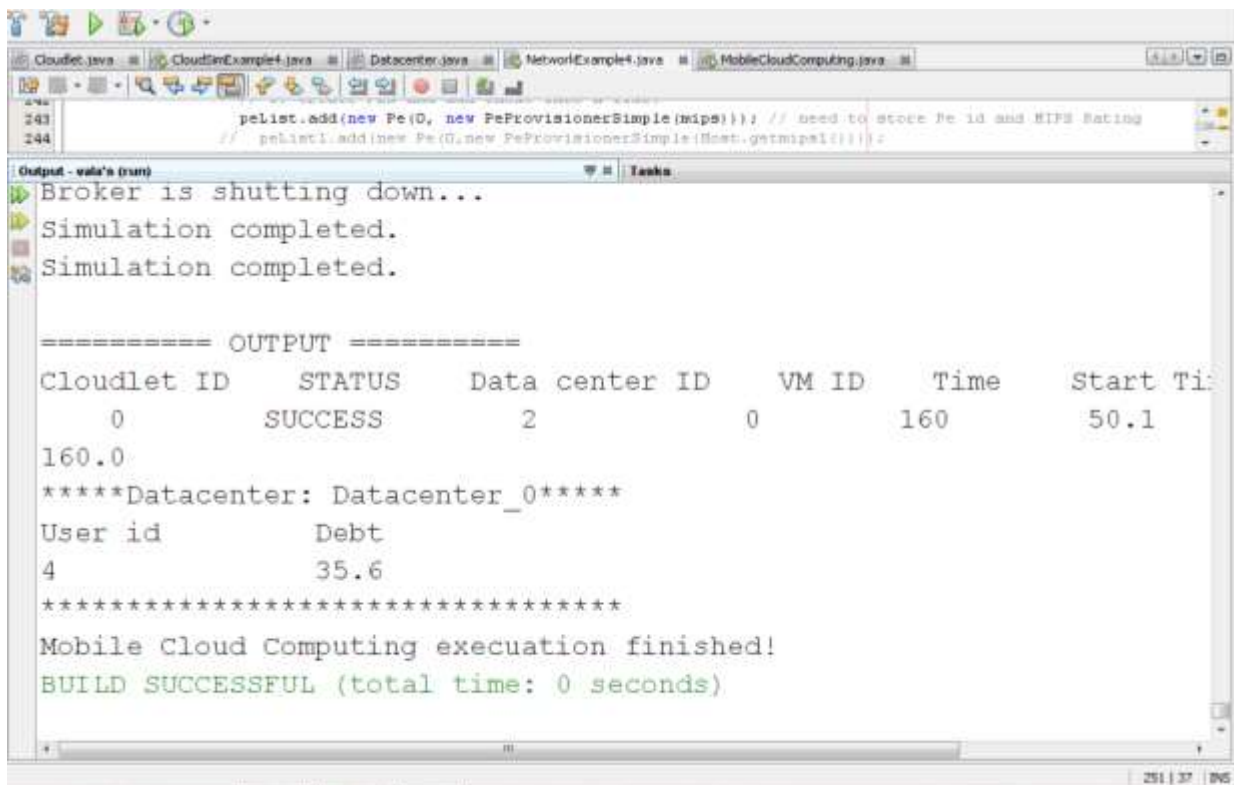 Cloudlet.java CloudSimExample4.java Datacenter.java NetworkExample4.java MobileCloudComputing.java
243 peList.add(new Pe(0, new PeProvisionerSimple(mips))); // need to store Pe id and MIPS Rating
244 // peList1.add(new Pe(0,new PeProvisionerSimple(Host.getmips1())));
Output - vala's (run) Tasks
Broker is shutting down...
Simulation completed.
Simulation completed.
========== OUTPUT ==========
Cloudlet ID STATUS Data center ID VM ID Time Start Ti
0 SUCCESS 2 0 160 50.1
160.0
*****Datacenter: Datacenter_0*****
User id Debt
4 35.6
**********************************
Mobile Cloud Computing execuation finished!
BUILD SUCCESSFUL (total time: 0 seconds)
251 | 37 INS